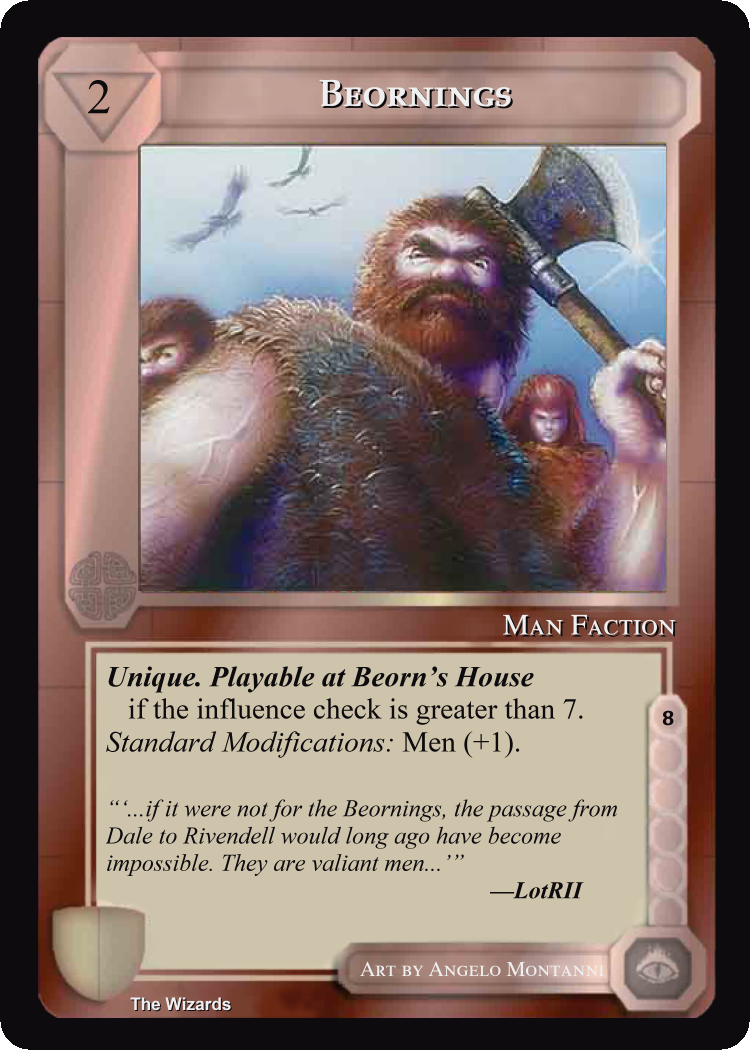 2
Beornings
Man Faction
Unique. Playable at Beorn's House
if the influence check is greater than 7.
Standard Modifications: Men (+1).
8
“‘...if it were not for the Beornings, the passage from
Dale to Rivendell would long ago have become
impossible. They are valiant men...’”
—LotRII
Art by Angelo Montanni
The Wizards